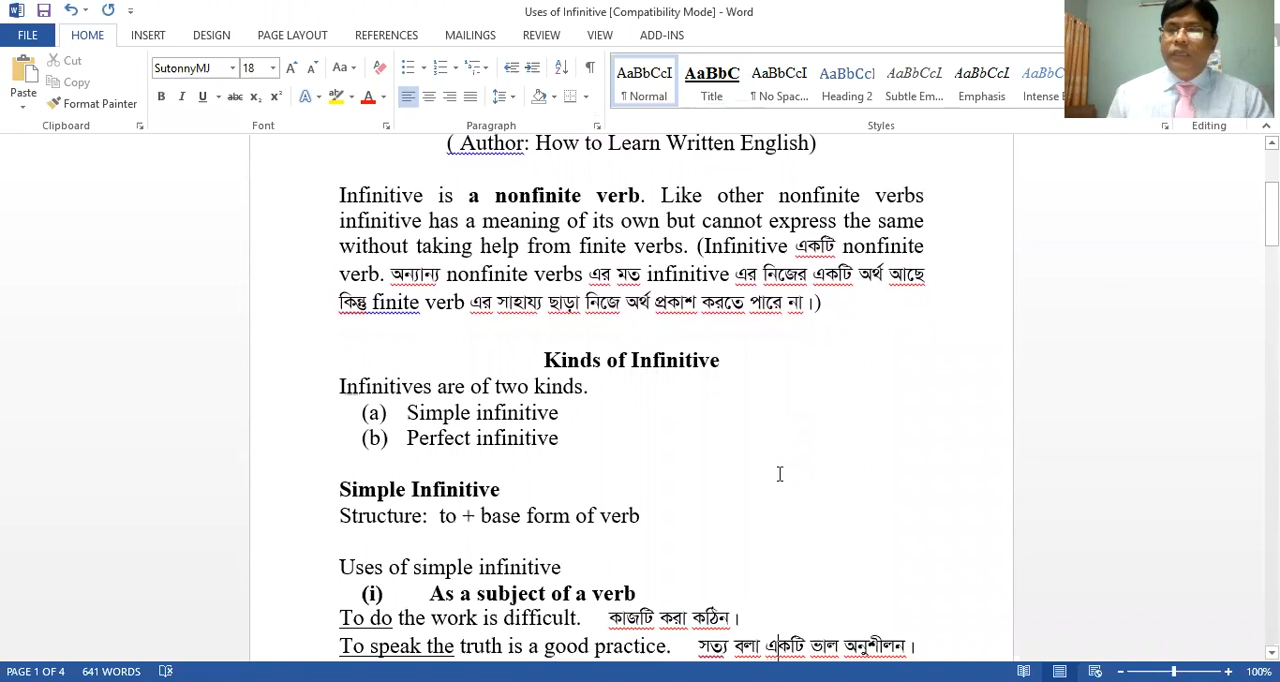 Uses of Infinitive [Compatibility Mode] - Word
FILE HOME INSERT DESIGN PAGE LAYOUT REFERENCES MAILINGS REVIEW VIEW ADD-INS
Cut
Copy
Format Painter
Paste
SutonnyMJ 18
AaBbCcI AaBbC AaBbCcI AaBbCcI AaBbCcI AaBbCcI AaBbCcI
¶ Normal Title ¶ No Spac... Heading 2 Subtle Em... Emphasis Intense E
Clipboard Font Paragraph Styles Editing
( Author: How to Learn Written English)
Infinitive is a nonfinite verb. Like other nonfinite verbs
infinitive has a meaning of its own but cannot express the same
without taking help from finite verbs. (Infinitive একটি nonfinite
verb. অন্যান্য nonfinite verbs এর মত infinitive এর নিজের একটি অর্থ আছে
কিন্তু finite verb এর সাহায্য ছাড়া নিজে অর্থ প্রকাশ করতে পারে না।)
Kinds of Infinitive
Infinitives are of two kinds.
(a) Simple infinitive
(b) Perfect infinitive
Simple Infinitive
Structure: to + base form of verb
Uses of simple infinitive
(i) As a subject of a verb
To do the work is difficult. কাজটি করা কঠিন।
To speak the truth is a good practice. সত্য বলা একটি ভাল অনুশীলন।
PAGE 1 OF 4 641 WORDS 100%